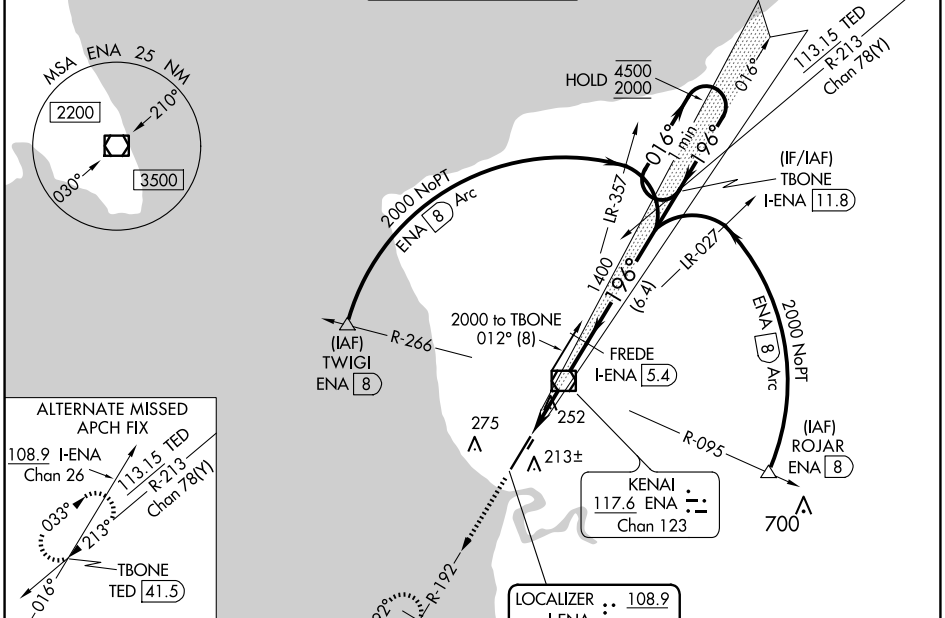 MSA ENA 25 NM
2200
210°
030°
3500
HOLD 4500
2000
016°
1 min
196°
016°
113.15 TED
R-213
Chan 78(Y)
(IF/IAF)
TBONE
I-ENA 11.8
2000 NoPT
ENA 8 Arc
LR-357
LR-027
1400
196°
(6.4)
2000 NoPT
ENA 8 Arc
2000 to TBONE
012° (8)
FREDE
I-ENA 5.4
(IAF)
TWIGI
ENA 8
R-266
252
275
213±
R-095
(IAF)
ROJAR
ENA 8
700
KENAI
117.6 ENA
Chan 123
ALTERNATE MISSED
APCH FIX
108.9 I-ENA
Chan 26
113.15 TED
R-213
Chan 78(Y)
033°
213°
TBONE
TED 41.5
016°
R-192
LOCALIZER 108.9